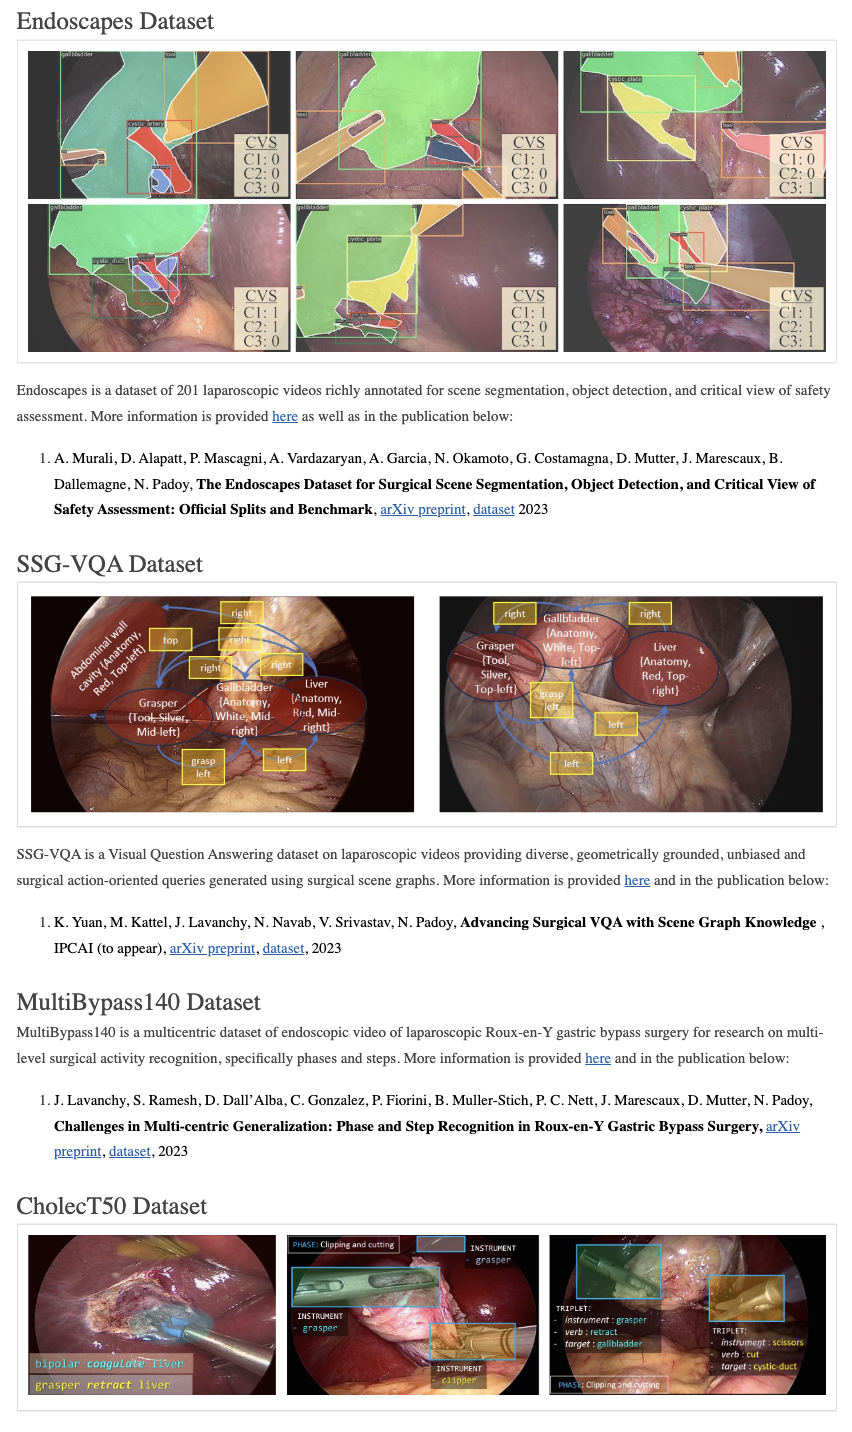 Endoscapes Dataset
gallbladder
tool
cystic_artery
CVS
C1: 0
C2: 0
C3: 0
gallbladder
tool
CVS
C1: 1
C2: 0
C3: 0
gallbladder
cystic_plate
tool
CVS
C1: 0
C2: 0
C3: 1
gallbladder
cystic_duct
CVS
C1: 1
C2: 1
C3: 0
gallbladder
cystic_plate
CVS
C1: 1
C2: 0
C3: 1
tool
gallbladder
cystic_plate
tool
CVS
C1: 1
C2: 1
C3: 1
Endoscapes is a dataset of 201 laparoscopic videos richly annotated for scene segmentation, object detection, and critical view of safety
assessment. More information is provided here as well as in the publication below:
1. A. Murali, D. Alapatt, P. Mascagni, A. Vardazaryan, A. Garcia, N. Okamoto, G. Costamagna, D. Mutter, J. Marescaux, B.
Dallemagne, N. Padoy, The Endoscapes Dataset for Surgical Scene Segmentation, Object Detection, and Critical View of
Safety Assessment: Official Splits and Benchmark, arXiv preprint, dataset 2023
SSG-VQA Dataset
right
top
right
right
right
Abdominal wall
cavity {Anatomy,
Red, Top-left}
Grasper
{Tool, Silver,
Mid-left}
Gallbladder
{Anatomy,
White, Mid-
right}
Liver
{Anatomy,
Red, Mid-
right}
grasp
left
left
right
right
Grasper
{Tool,
Silver,
Top-left}
Gallbladder
{Anatomy,
White, Top-
left}
Liver
{Anatomy,
Red, Top-
right}
grasp
left
left
left
SSG-VQA is a Visual Question Answering dataset on laparoscopic videos providing diverse, geometrically grounded, unbiased and
surgical action-oriented queries generated using surgical scene graphs. More information is provided here and in the publication below:
1. K. Yuan, M. Kattel, J. Lavanchy, N. Navab, V. Srivastav, N. Padoy, Advancing Surgical VQA with Scene Graph Knowledge ,
IPCAI (to appear), arXiv preprint, dataset, 2023
MultiBypass140 Dataset
MultiBypass140 is a multicentric dataset of endoscopic video of laparoscopic Roux-en-Y gastric bypass surgery for research on multi-
level surgical activity recognition, specifically phases and steps. More information is provided here and in the publication below:
1. J. Lavanchy, S. Ramesh, D. Dall’Alba, C. Gonzalez, P. Fiorini, B. Muller-Stich, P. C. Nett, J. Marescaux, D. Mutter, N. Padoy,
Challenges in Multi-centric Generalization: Phase and Step Recognition in Roux-en-Y Gastric Bypass Surgery, arXiv
preprint, dataset, 2023
CholecT50 Dataset
bipolar coagulate liver
grasper retract liver
PHASE: Clipping and cutting
INSTRUMENT
- grasper
INSTRUMENT
- grasper
INSTRUMENT
- clipper
TRIPLET:
- instrument : grasper
- verb : retract
- target : gallbladder
TRIPLET:
- instrument : scissors
- verb : cut
- target : cystic-duct
PHASE: Clipping and cutting